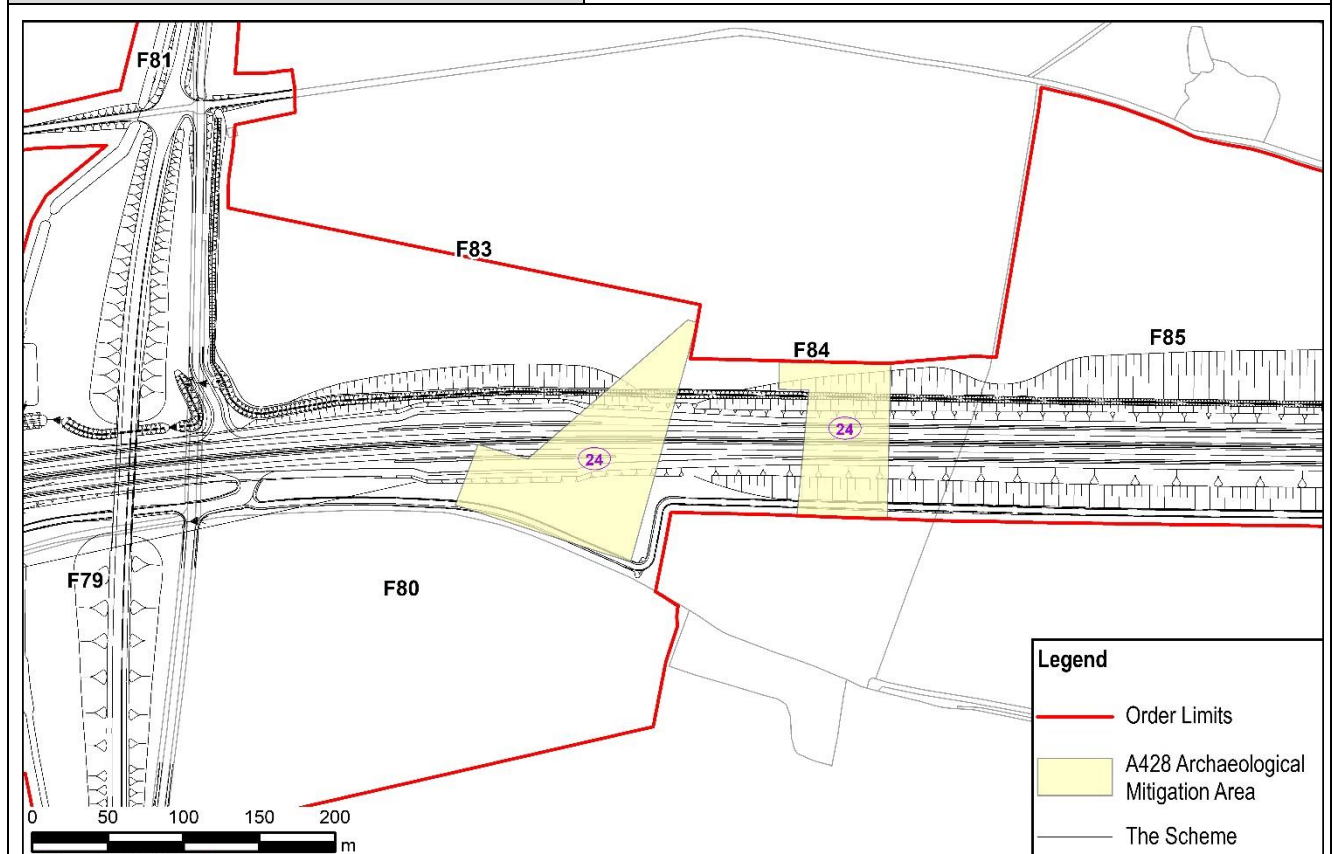 F81
F83
F84
F85
24
24
F79
F80
Legend
Order Limits
A428 Archaeological
Mitigation Area
The Scheme
0 50 100 150 200
m